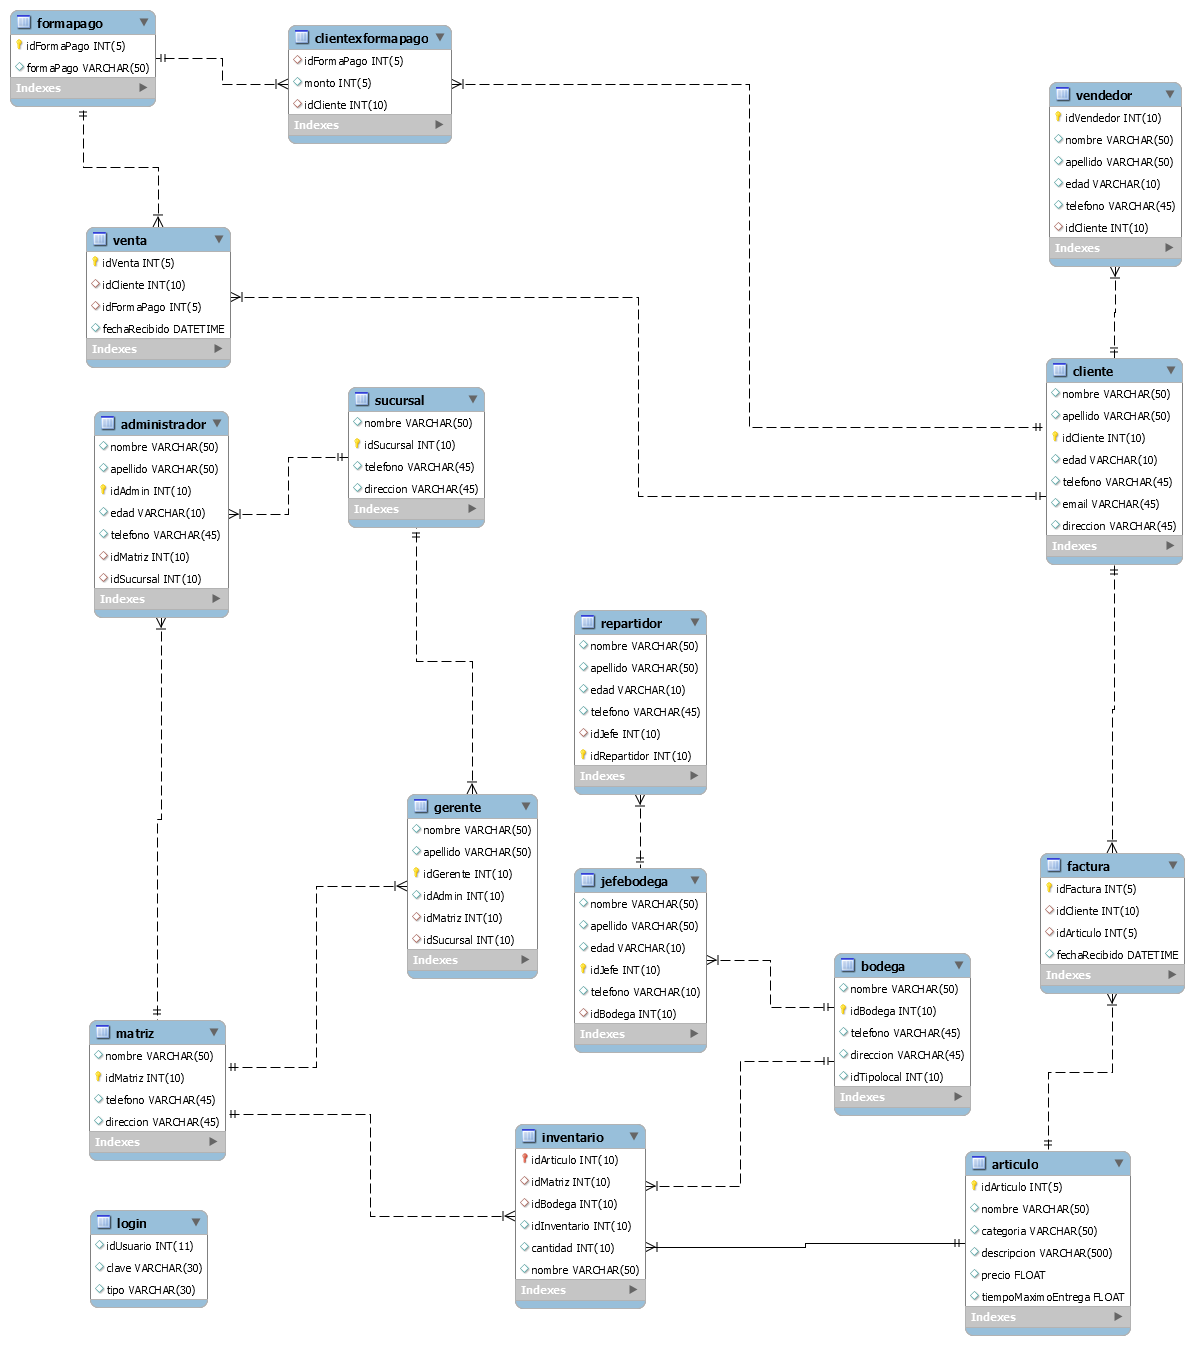 formapago
idFormaPago INT(5)
formaPago VARCHAR(50)
Indexes
clientexformapago
idFormaPago INT(5)
monto INT(5)
idCliente INT(10)
Indexes
vendedor
idVendedor INT(10)
nombre VARCHAR(50)
apellido VARCHAR(50)
edad VARCHAR(10)
telefono VARCHAR(45)
idCliente INT(10)
Indexes
venta
idVenta INT(5)
idCliente INT(10)
idFormaPago INT(5)
fechaRecibido DATETIME
Indexes
cliente
nombre VARCHAR(50)
apellido VARCHAR(50)
idCliente INT(10)
edad VARCHAR(10)
telefono VARCHAR(45)
email VARCHAR(45)
direccion VARCHAR(45)
Indexes
sucursal
nombre VARCHAR(50)
idSucursal INT(10)
telefono VARCHAR(45)
direccion VARCHAR(45)
Indexes
administrador
nombre VARCHAR(50)
apellido VARCHAR(50)
idAdmin INT(10)
edad VARCHAR(10)
telefono VARCHAR(45)
idMatriz INT(10)
idSucursal INT(10)
Indexes
repartidor
nombre VARCHAR(50)
apellido VARCHAR(50)
edad VARCHAR(10)
telefono VARCHAR(45)
idJefe INT(10)
idRepartidor INT(10)
Indexes
gerente
nombre VARCHAR(50)
apellido VARCHAR(50)
idGerente INT(10)
idAdmin INT(10)
idMatriz INT(10)
idSucursal INT(10)
Indexes
jefebodega
nombre VARCHAR(50)
apellido VARCHAR(50)
edad VARCHAR(10)
idJefe INT(10)
telefono VARCHAR(10)
idBodega INT(10)
Indexes
factura
idFactura INT(5)
idCliente INT(10)
idArticulo INT(5)
fechaRecibido DATETIME
Indexes
bodega
nombre VARCHAR(50)
idBodega INT(10)
telefono VARCHAR(45)
direccion VARCHAR(45)
idTipolocal INT(10)
Indexes
matriz
nombre VARCHAR(50)
idMatriz INT(10)
telefono VARCHAR(45)
direccion VARCHAR(45)
Indexes
inventario
idArticulo INT(10)
idMatriz INT(10)
idBodega INT(10)
idInventario INT(10)
cantidad INT(10)
nombre VARCHAR(50)
Indexes
articulo
idArticulo INT(5)
nombre VARCHAR(50)
categoria VARCHAR(50)
descripcion VARCHAR(500)
precio FLOAT
tiempoMaximoEntrega FLOAT
Indexes
login
idUsuario INT(11)
clave VARCHAR(30)
tipo VARCHAR(30)